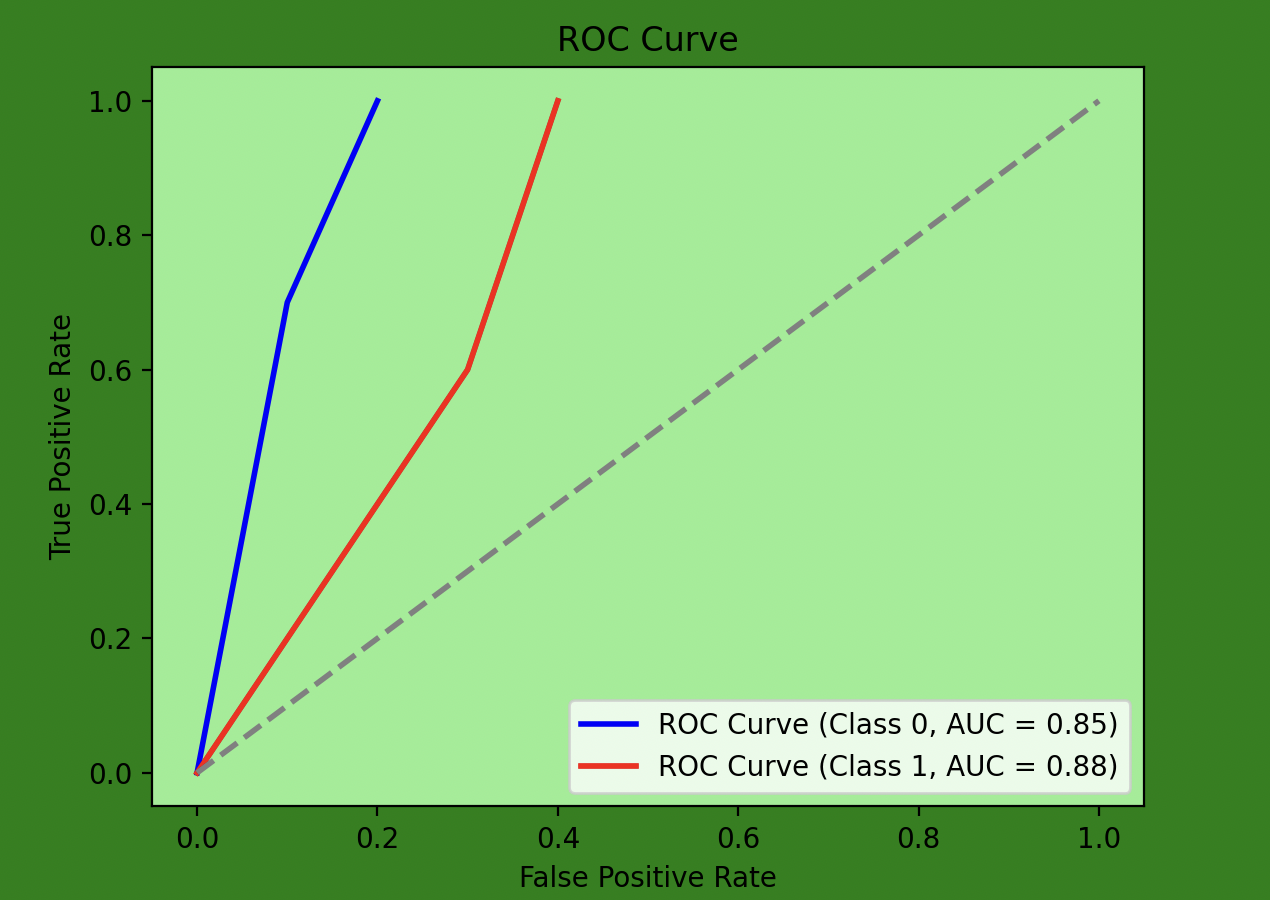 ROC Curve
1.0
0.8
0.6
0.4
0.2
0.0
True Positive Rate
ROC Curve (Class 0, AUC = 0.85)
ROC Curve (Class 1, AUC = 0.88)
0.0 0.2 0.4 0.6 0.8 1.0
False Positive Rate